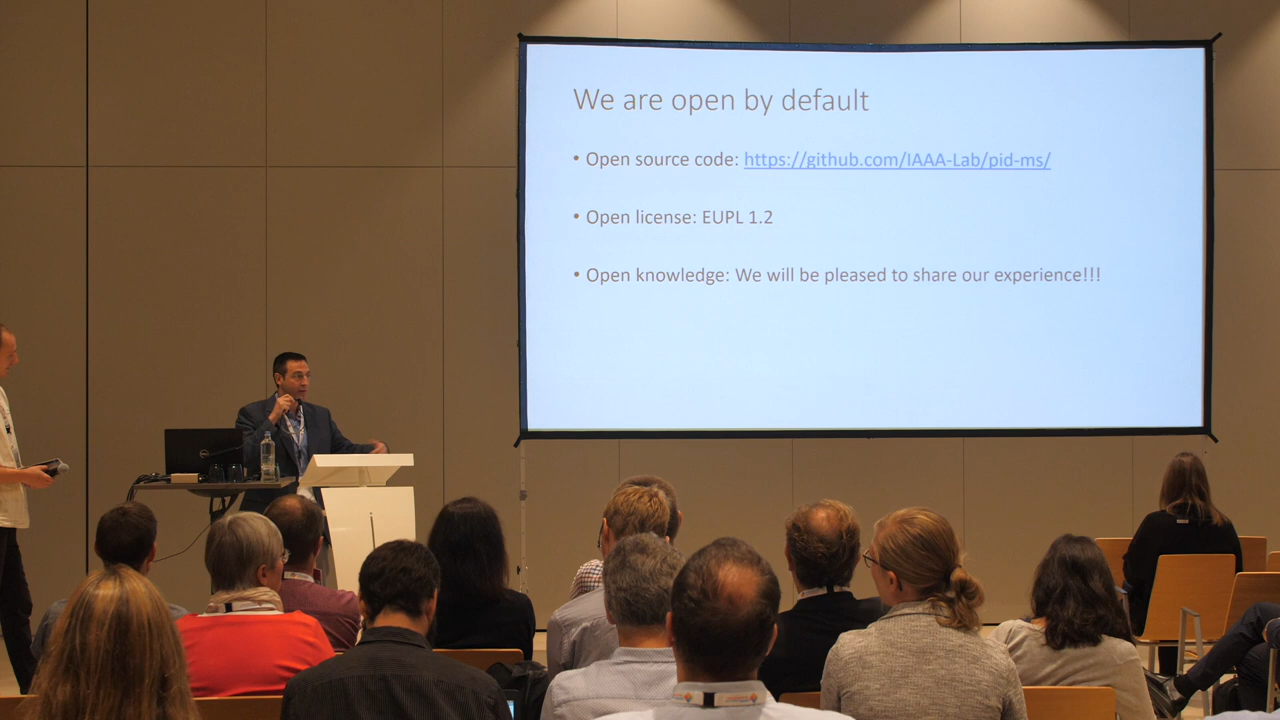 We are open by default
• Open source code: https://github.com/IAAA-Lab/pid-ms/
• Open license: EUPL 1.2
• Open knowledge: We will be pleased to share our experience!!!